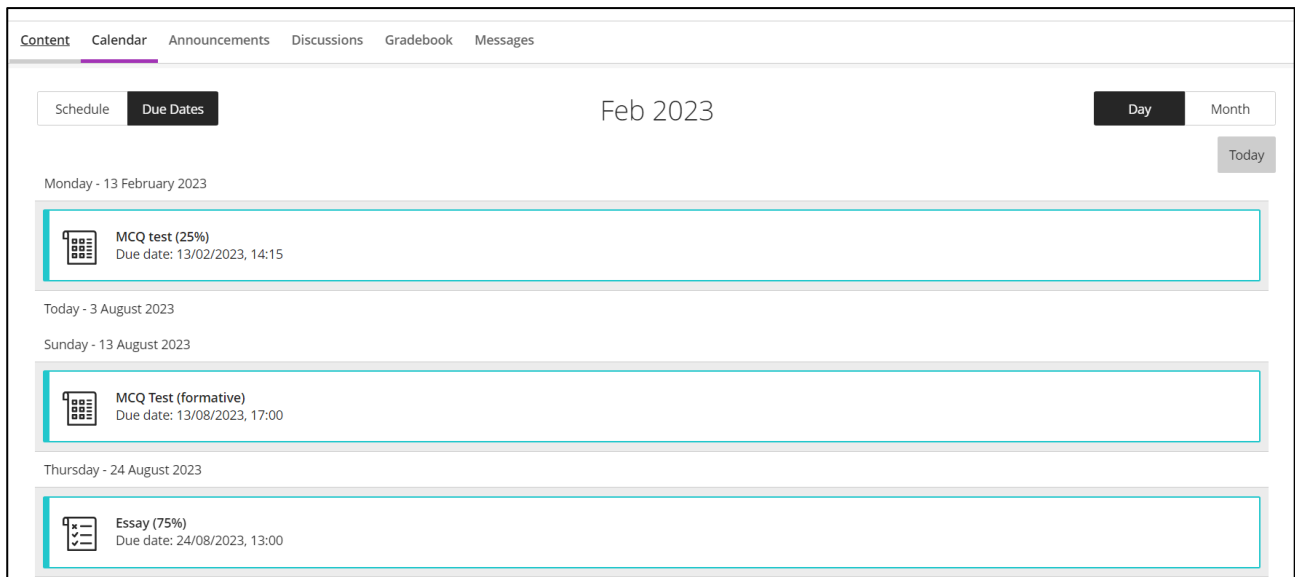 Content Calendar Announcements Discussions Gradebook Messages
Schedule Due Dates Feb 2023 Day Month
Today
Monday - 13 February 2023
MCQ test (25%)
Due date: 13/02/2023, 14:15
Today - 3 August 2023
Sunday - 13 August 2023
MCQ Test (formative)
Due date: 13/08/2023, 17:00
Thursday - 24 August 2023
Essay (75%)
Due date: 24/08/2023, 13:00